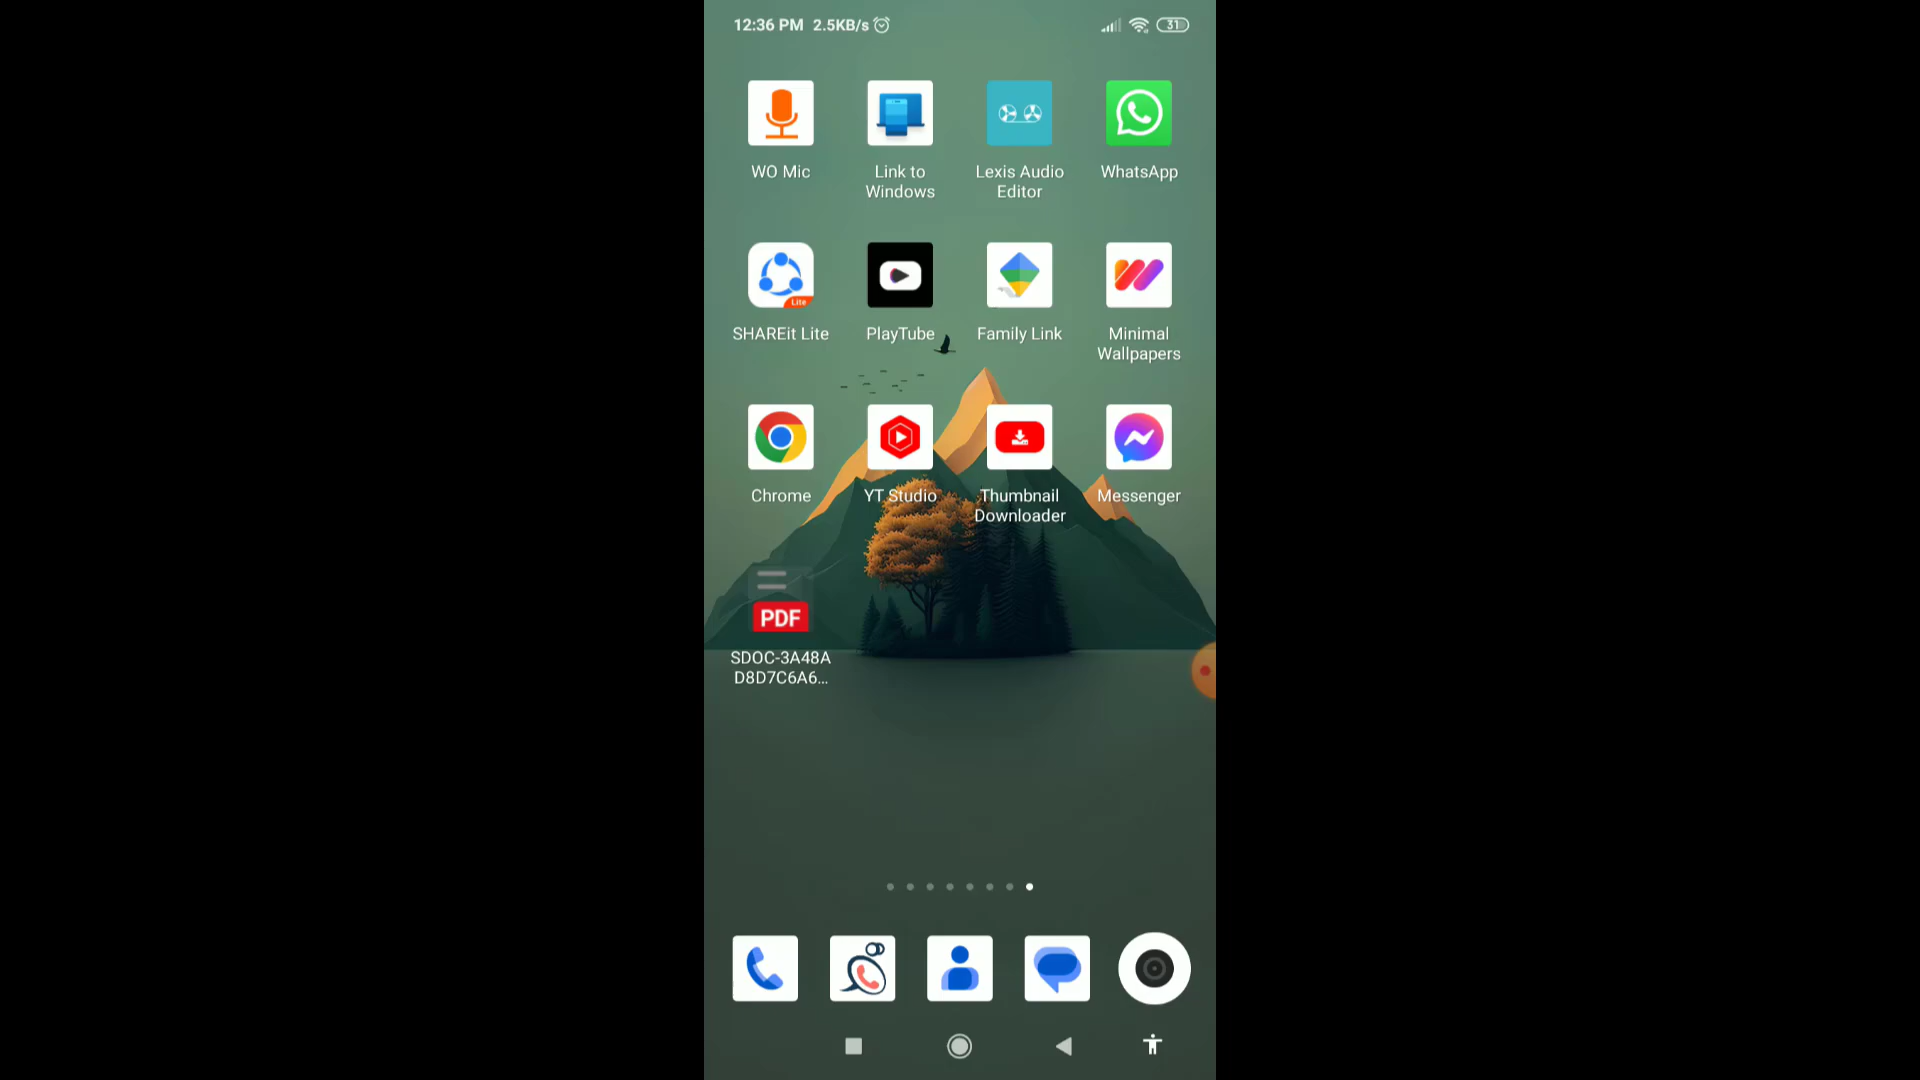 12:36 PM 2.5KB/s
31
WO Mic
Link to
Windows
Lexis Audio
Editor
WhatsApp
Lite
SHAREit Lite
PlayTube
Family Link
Minimal
Wallpapers
Chrome
YT Studio
Thumbnail
Downloader
Messenger
PDF
SDOC-3A48A
D8D7C6A6...